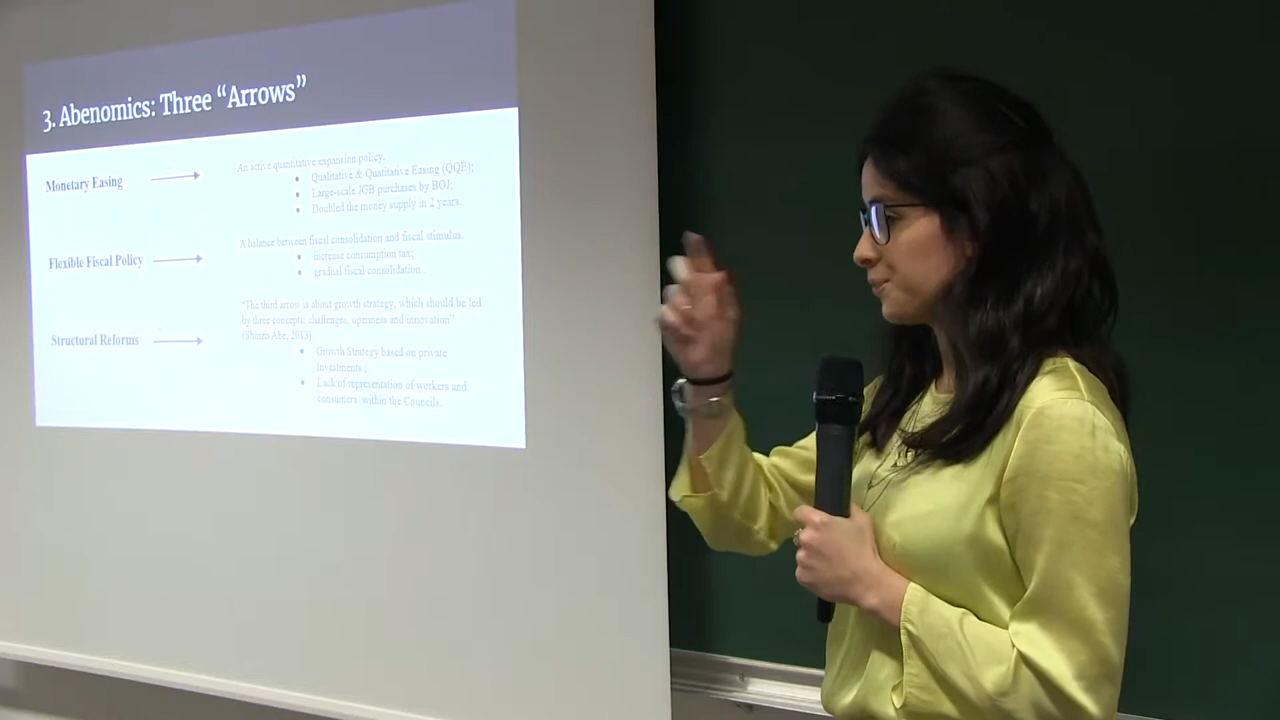 3. Abenomics: Three “Arrows”
Monetary Easing
An active quantitative expansion policy.
Qualitative & Quatitative Easing (QQE);
Large-scale JGB purchases by BOJ;
Doubled the money supply in 2 years.
Flexible Fiscal Policy
A balance between fiscal consolidation and fiscal stimulus.
increase consumption tax;
gradual fiscal consolidation .
Structural Reforms
“The third arrow is about growth strategy, which should be led
by three concepts: challenges, openness and innovation”
(Shinzo Abe, 2013).
Growth Strategy based on private
Investments ;
Lack of representation of workers and
consumers within the Councils.